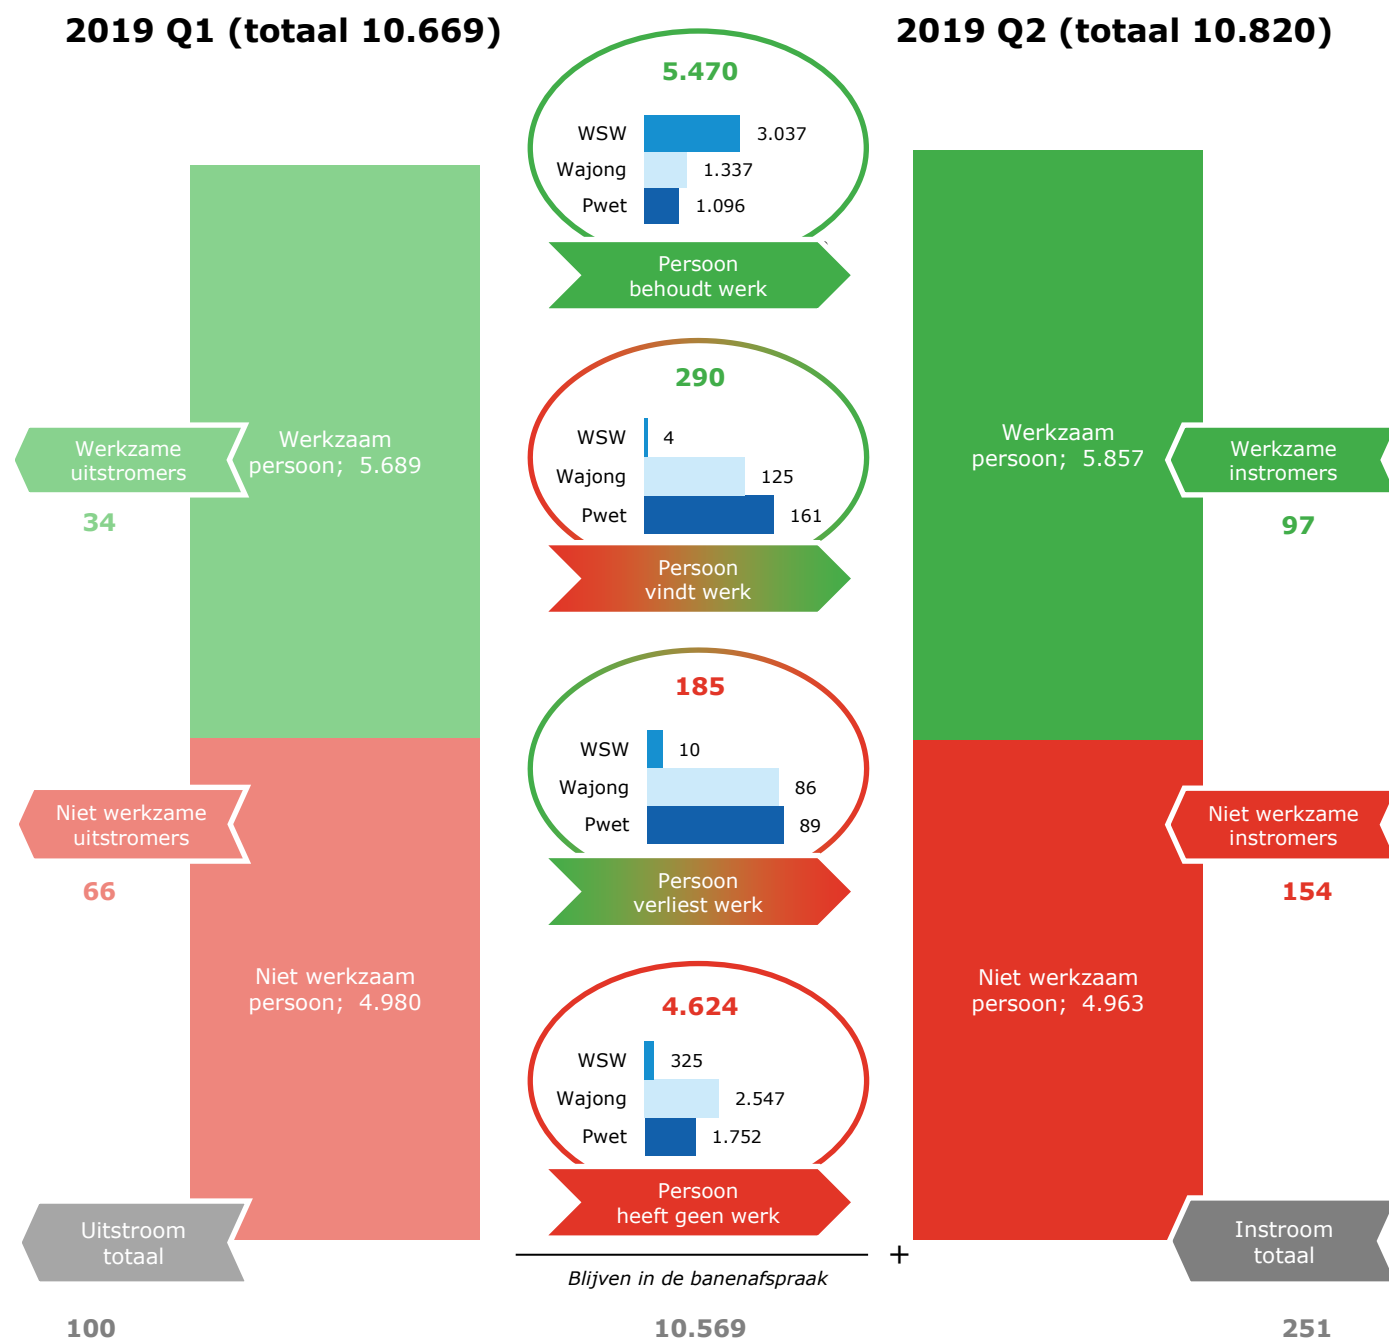 2019 Q1 (totaal 10.669)
2019 Q2 (totaal 10.820)
5.470
WSW 3.037
Wajong 1.337
Pwet 1.096
Persoon
behoudt werk
290
WSW 4
Wajong 125
Pwet 161
Persoon
vindt werk
185
WSW 10
Wajong 86
Pwet 89
Persoon
verliest werk
4.624
WSW 325
Wajong 2.547
Pwet 1.752
Persoon
heeft geen werk
Werkzame
uitstromers
34
Werkzaam
persoon; 5.689
Niet werkzame
uitstromers
66
Niet werkzaam
persoon; 4.980
Uitstroom
totaal
100
Werkzaam
persoon; 5.857
Werkzame
instromers
97
Niet werkzame
instromers
154
Niet werkzaam
persoon; 4.963
Instroom
totaal
251
+
Blijven in de banenafspraak
10.569